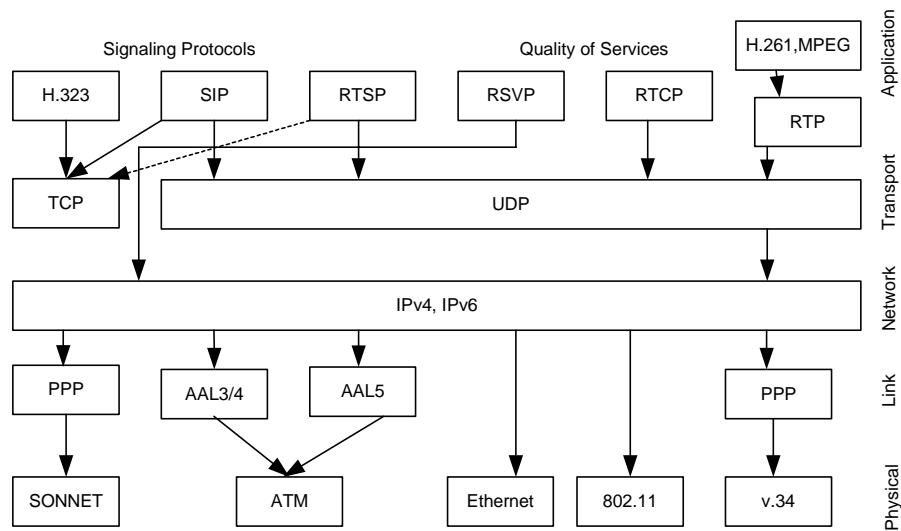 Signaling Protocols
Quality of Services
H.261,MPEG
Application
H.323
SIP
RTSP
RSVP
RTCP
RTP
TCP
UDP
Transport
IPv4, IPv6
Network
PPP
AAL3/4
AAL5
PPP
Link
SONNET
ATM
Ethernet
802.11
v.34
Physical